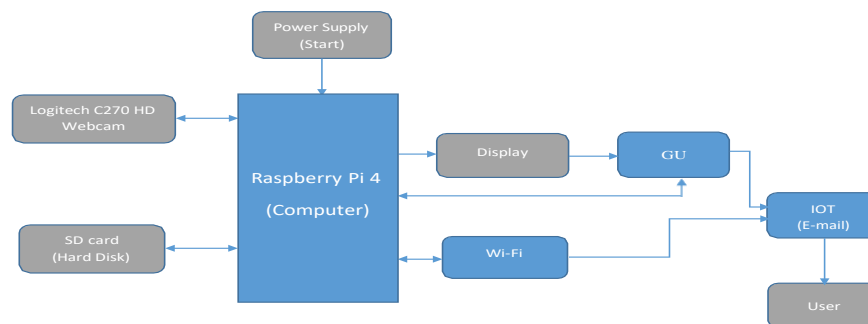 Power Supply
(Start)
Logitech C270 HD
Webcam
Raspberry Pi 4
(Computer)
Display
GU
SD card
(Hard Disk)
Wi-Fi
IOT
(E-mail)
User